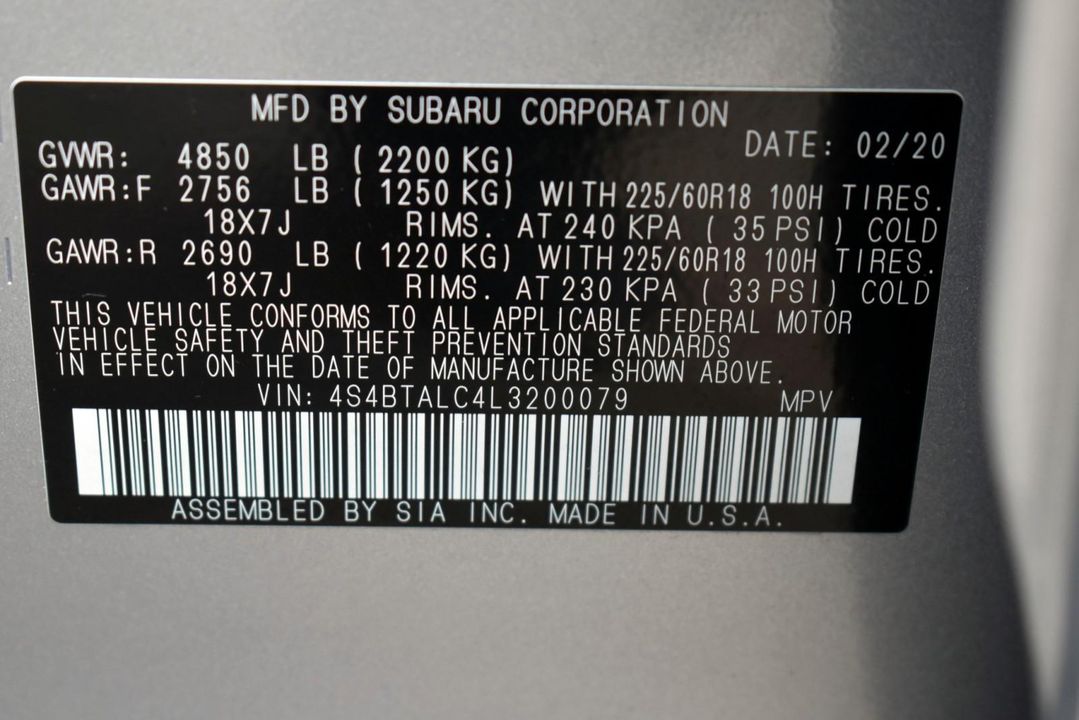 MFD BY SUBARU CORPORATION
DATE: 02/20
GVWR: 4850 LB ( 2200 KG)
GAWR:F 2756 LB ( 1250 KG) WITH 225/60R18 100H TIRES.
18X7J RIMS. AT 240 KPA ( 35 PSI) COLD
GAWR:R 2690 LB ( 1220 KG) WITH 225/60R18 100H TIRES.
18X7J RIMS. AT 230 KPA ( 33 PSI) COLD
THIS VEHICLE CONFORMS TO ALL APPLICABLE FEDERAL MOTOR
VEHICLE SAFETY AND THEFT PREVENTION STANDARDS
IN EFFECT ON THE DATE OF MANUFACTURE SHOWN ABOVE.
VIN: 4S4BTALC4L3200079 MPV
ASSEMBLED BY SIA INC. MADE IN U.S.A.